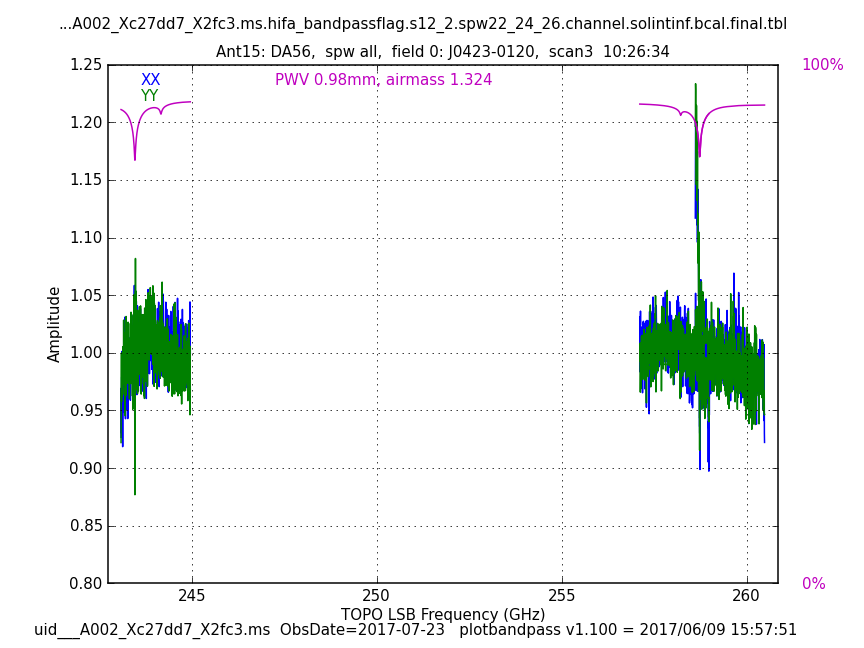 ...A002_Xc27dd7_X2fc3.ms.hifa_bandpassflag.s12_2.spw22_24_26.channel.solintinf.bcal.final.tbl
Ant15: DA56,  spw all,  field 0: J0423-0120,  scan3  10:26:34
1.25
XX
PWV 0.98mm, airmass 1.324
100%
YY
1.20
1.15
1.10
1.05
1.00
0.95
0.90
0.85
0.80
Amplitude
0%
245
250
255
260
TOPO LSB Frequency (GHz)
uid___A002_Xc27dd7_X2fc3.ms  ObsDate=2017-07-23   plotbandpass v1.100 = 2017/06/09 15:57:51